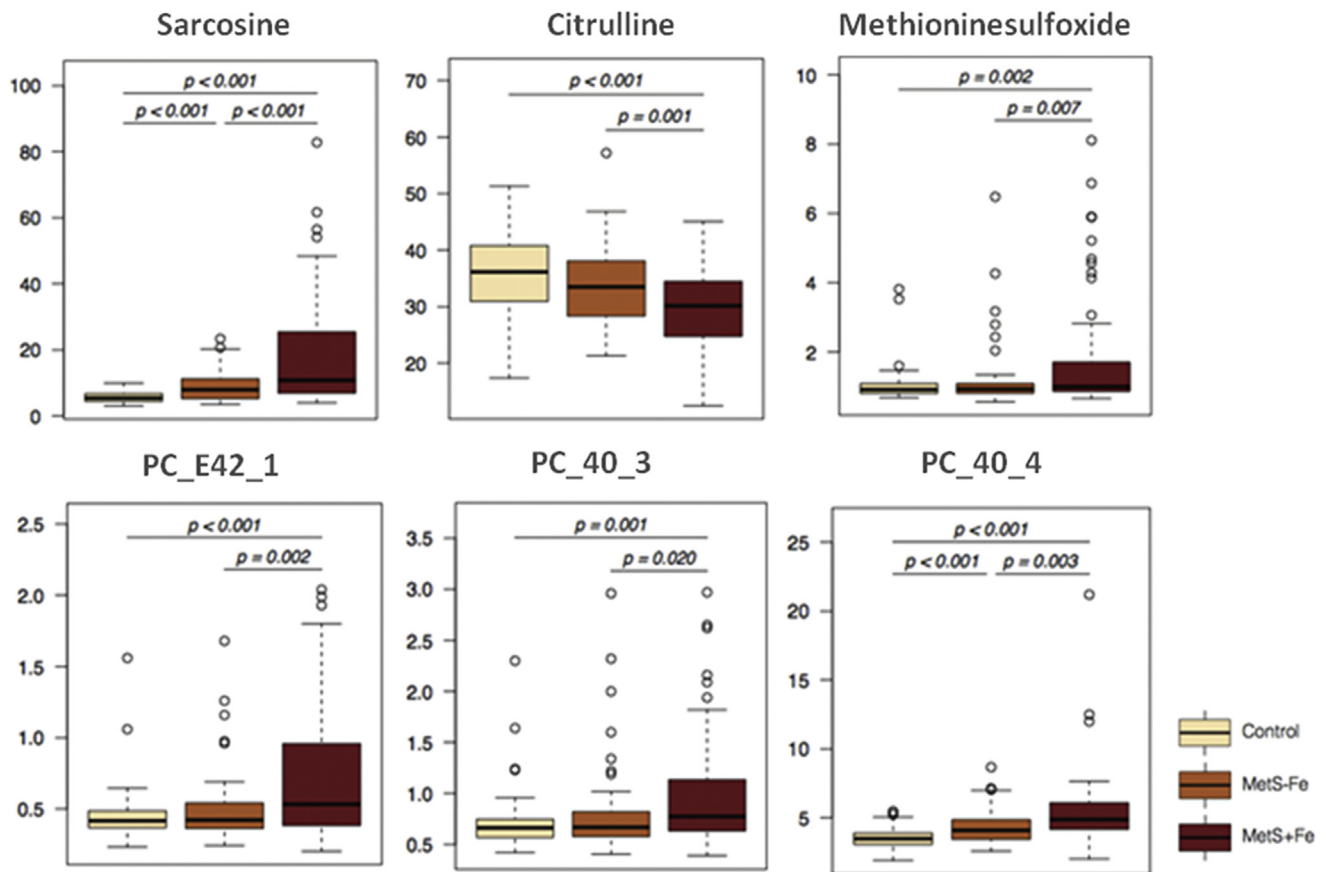 Sarcosine
100
80
60
40
20
0
p < 0.001
p < 0.001 p < 0.001
Citrulline
70
60
50
40
30
20
p < 0.001
p = 0.001
Methioninesulfoxide
10
8
6
4
2
p = 0.002
p = 0.007
PC_E42_1
2.5
2.0
1.5
1.0
0.5
p < 0.001
p = 0.002
PC_40_3
3.5
3.0
2.5
2.0
1.5
1.0
0.5
p = 0.001
p = 0.020
PC_40_4
25
20
15
10
5
p < 0.001
p < 0.001 p = 0.003
Control
MetS-Fe
MetS+Fe